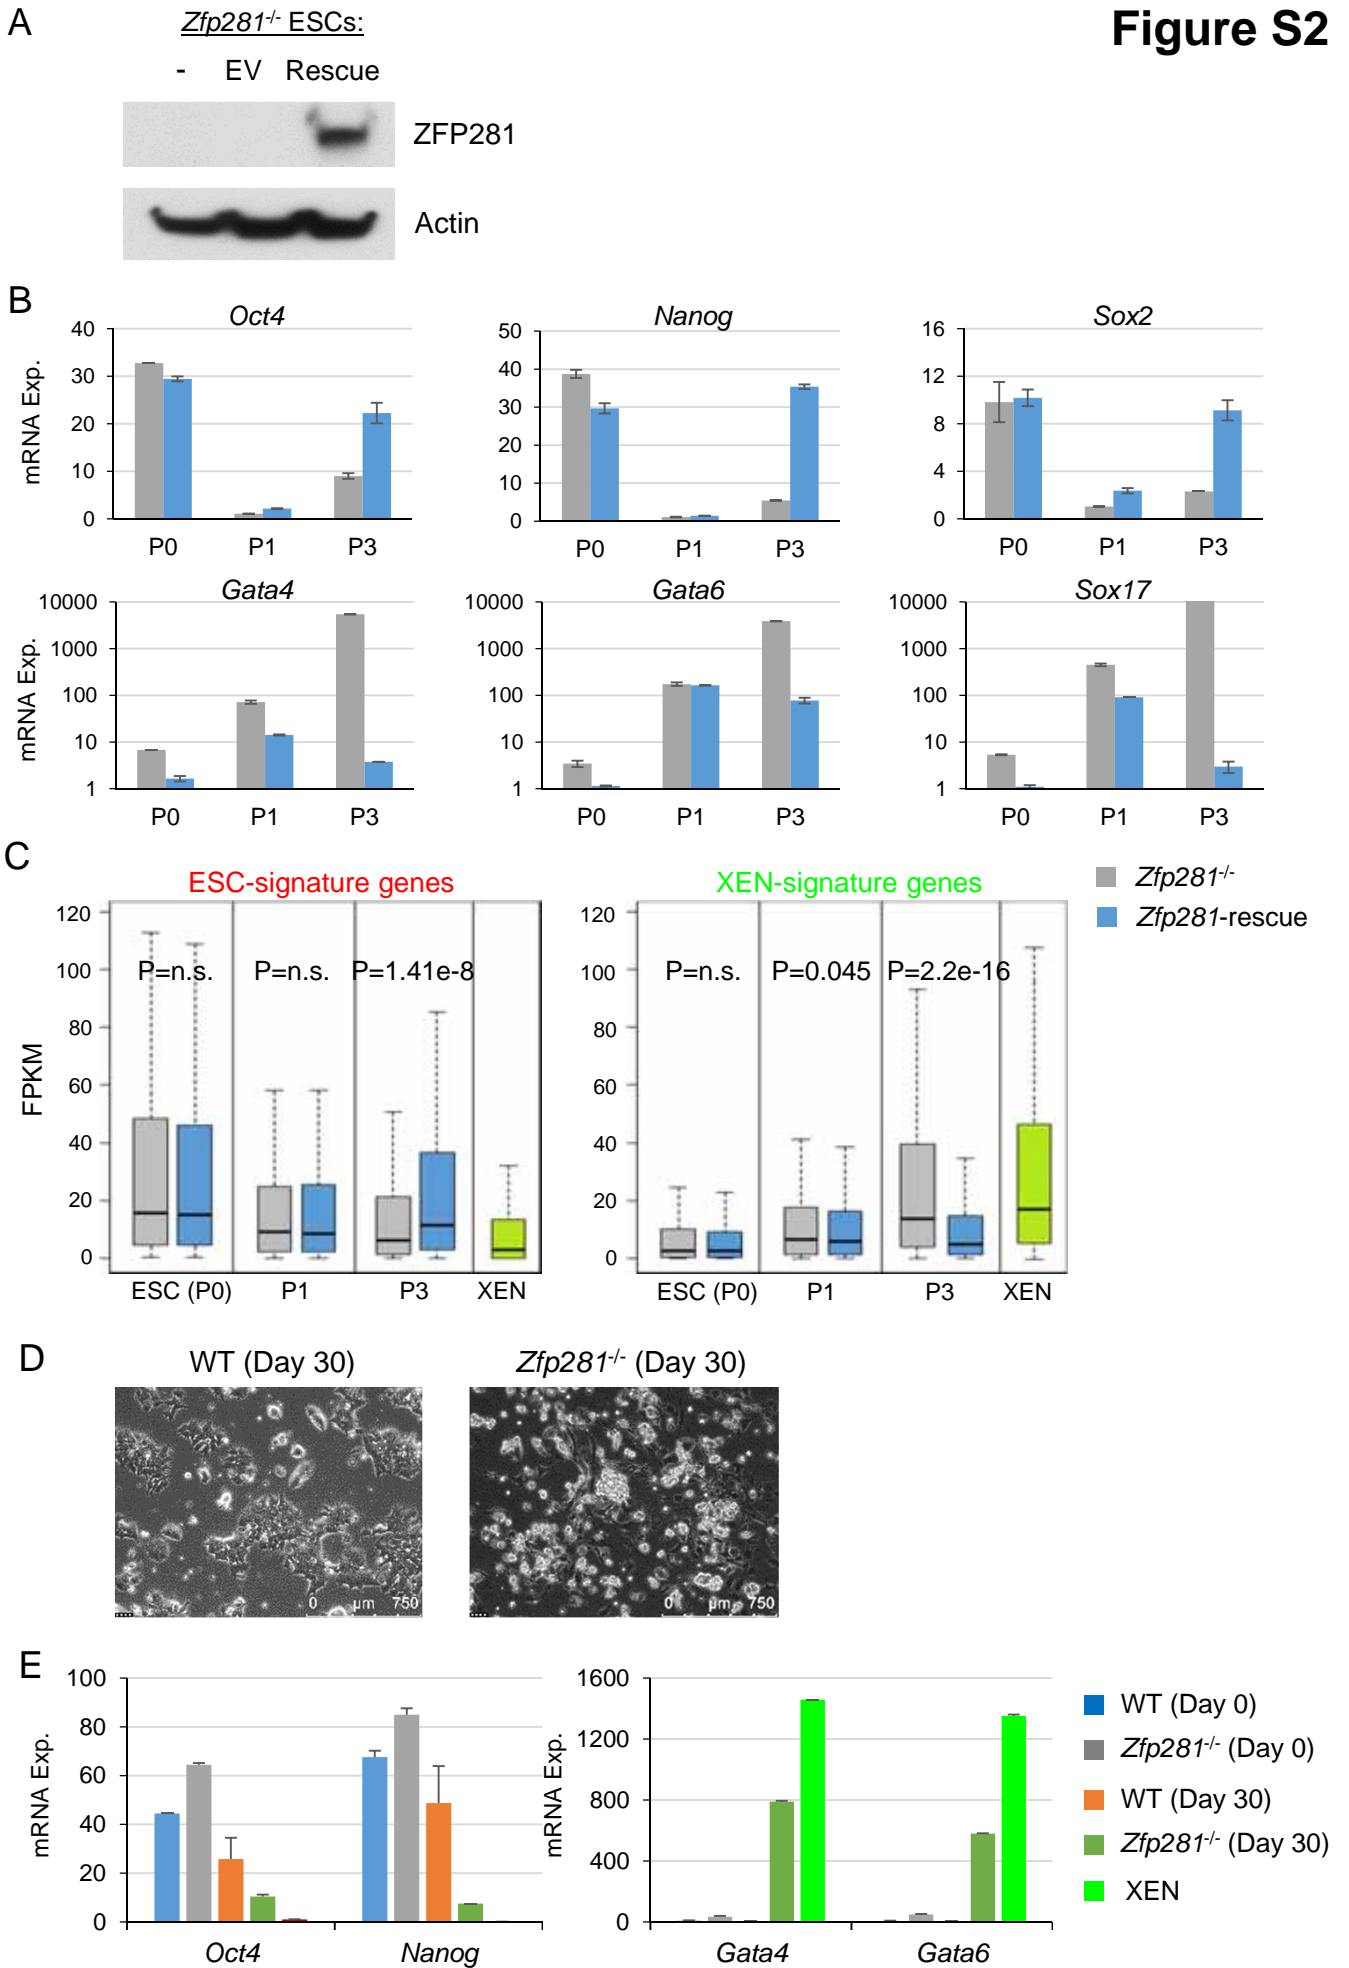 A
Zfp281-/- ESCs:
Figure S2
- EV Rescue
ZFP281
Actin
B
Oct4
Nanog
Sox2
mRNA Exp.
40
30
20
10
0
50
40
30
20
10
0
16
12
8
4
0
P0 P1 P3
P0 P1 P3
P0 P1 P3
Gata4
Gata6
Sox17
mRNA Exp.
10000
1000
100
10
1
10000
1000
100
10
1
10000
1000
100
10
1
P0 P1 P3
P0 P1 P3
P0 P1 P3
C
ESC-signature genes
XEN-signature genes
Zfp281-/-
Zfp281-rescue
FPKM
120
100
80
60
40
20
0
P=n.s. P=n.s. P=1.41e-8
ESC (P0) P1 P3 XEN
120
100
80
60
40
20
0
P=n.s. P=0.045 P=2.2e-16
ESC (P0) P1 P3 XEN
D
WT (Day 30)
Zfp281-/- (Day 30)
0 µm 750
0 µm 750
E
mRNA Exp.
100
80
60
40
20
0
Oct4 Nanog
mRNA Exp.
1600
1200
800
400
0
Gata4 Gata6
WT (Day 0)
Zfp281-/- (Day 0)
WT (Day 30)
Zfp281-/- (Day 30)
XEN